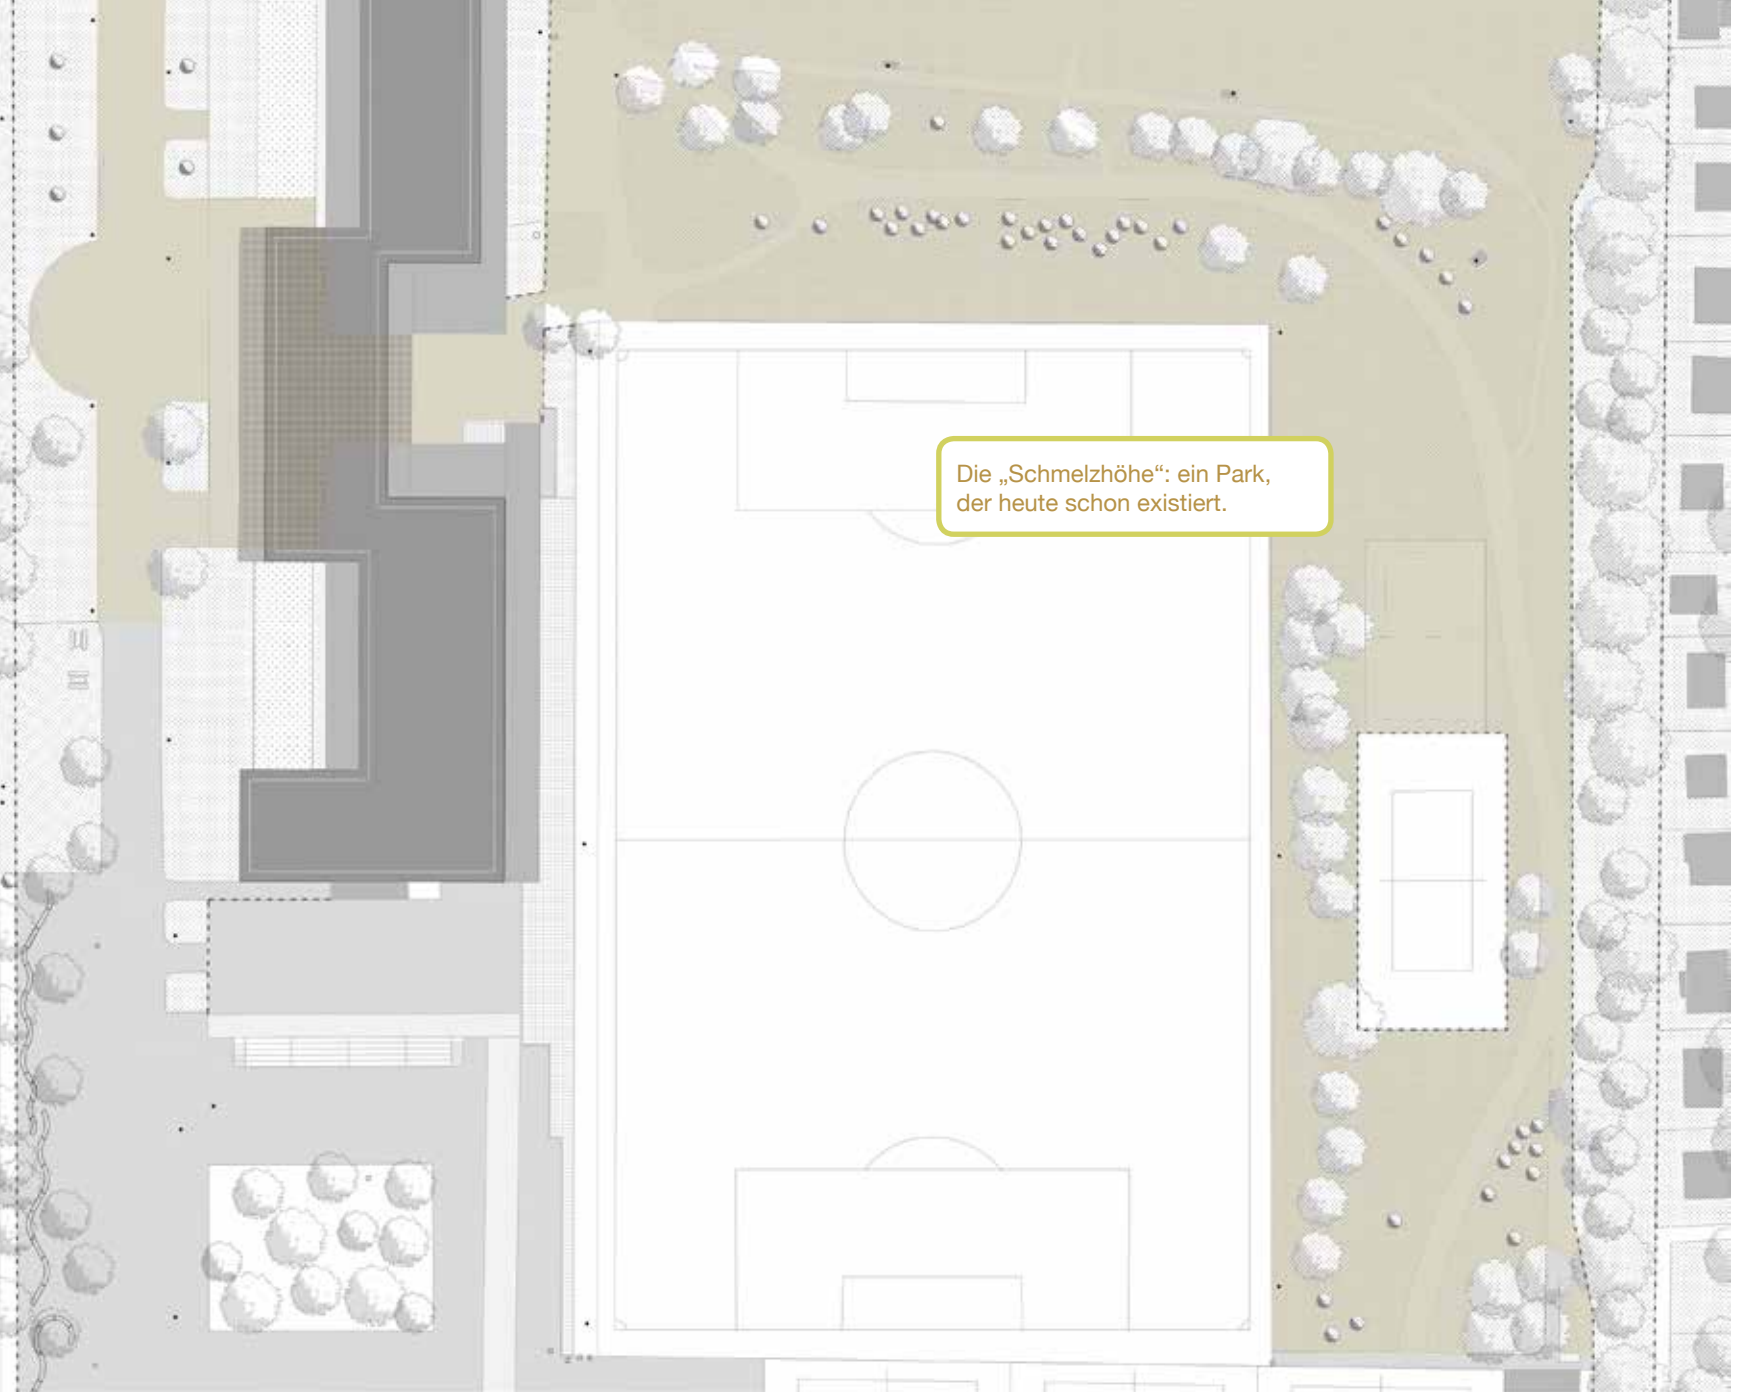 Die „Schmelzhöhe“: ein Park,
der heute schon existiert.